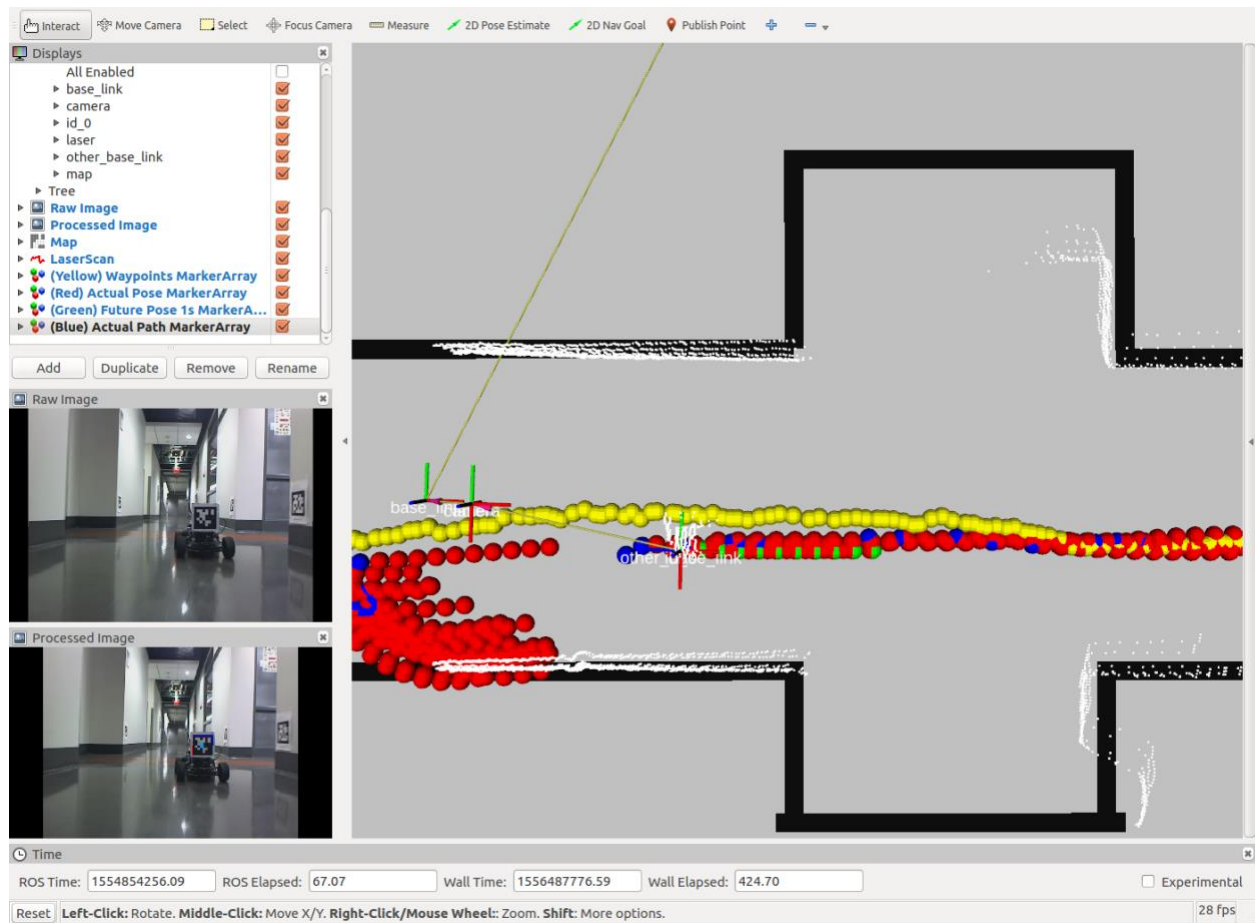 Interact Move Camera Select Focus Camera Measure 2D Pose Estimate 2D Nav Goal Publish Point
Displays
All Enabled
base_link
camera
id_0
laser
other_base_link
map
Tree
Raw Image
Processed Image
Map
LaserScan
(Yellow) Waypoints MarkerArray
(Red) Actual Pose MarkerArray
(Green) Future Pose 1s MarkerA...
(Blue) Actual Path MarkerArray
Add Duplicate Remove Rename
Raw Image
Processed Image
Time
ROS Time: 1554854256.09 ROS Elapsed: 67.07 Wall Time: 1556487776.59 Wall Elapsed: 424.70 Experimental
Reset Left-Click: Rotate. Middle-Click: Move X/Y. Right-Click/Mouse Wheel:: Zoom. Shift: More options. 28 fps